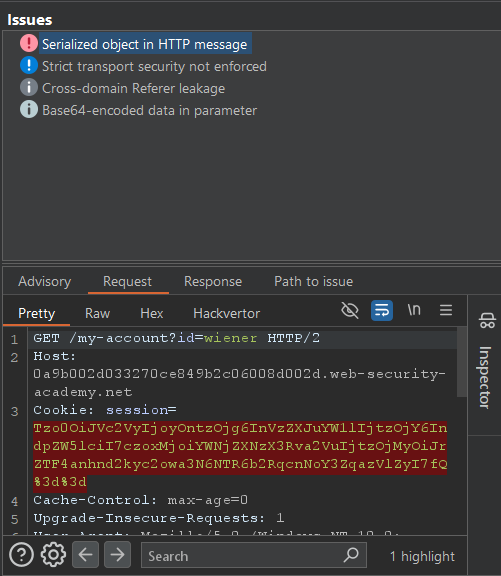 Issues
Serialized object in HTTP message
Strict transport security not enforced
Cross-domain Referer leakage
Base64-encoded data in parameter
Advisory Request Response Path to issue
Pretty Raw Hex Hackvertor \n
1 GET /my-account?id=wiener HTTP/2
2 Host:
0a9b002d033270ce849b2c06008d002d.web-security-
academy.net
3 Cookie: session=
Tzo0OiJVc2VyIjoyOntzOjg6InVzZXJuYW1lIjtzOjY6In
dpZW5lciI7czoxMjoiYWNjZXNzX3Rva2VuIjtzOjMyOiJr
ZTF4anhnd2kyc2owa3N6NTR6b2RqcnNoY3ZqazVlZyI7fQ
%3d%3d
4 Cache-Control: max-age=0
5 Upgrade-Insecure-Requests: 1
Inspector
Search
1 highlight